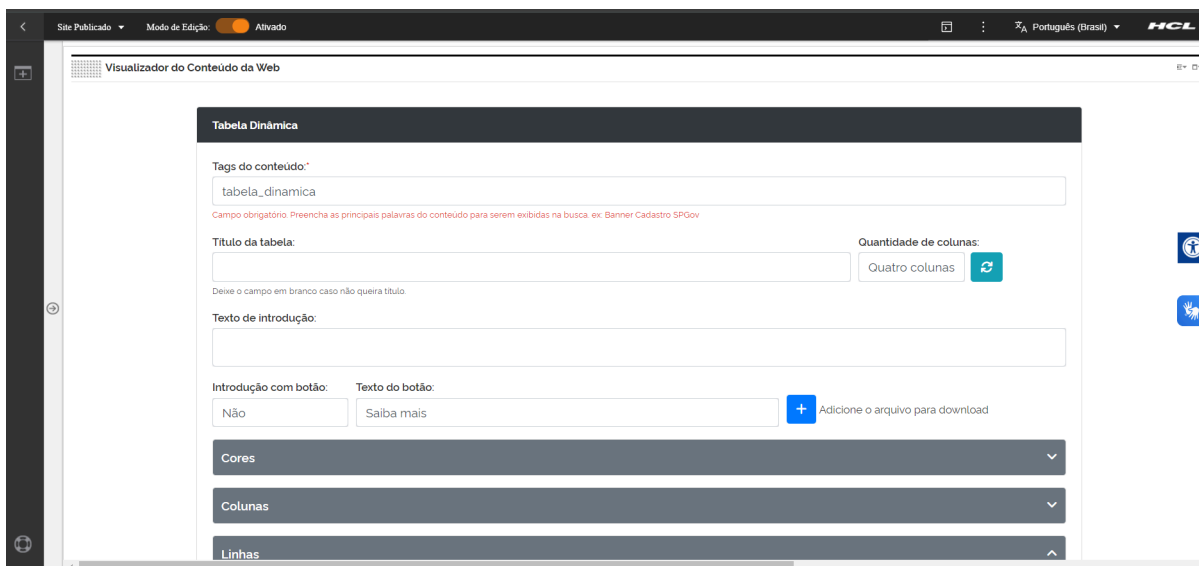 Site Publicado
Modo de Edição:
Ativado
Português (Brasil)
HCL
Visualizador do Conteúdo da Web
Tabela Dinâmica
Tags do conteúdo:*
tabela_dinamica
Campo obrigatório. Preencha as principais palavras do conteúdo para serem exibidas na busca. ex: Banner Cadastro SPGov
Título da tabela:
Quantidade de colunas:
Quatro colunas
Deixe o campo em branco caso não queira título.
Texto de introdução:
Introdução com botão:
Texto do botão:
Não
Saiba mais
Adicione o arquivo para download
Cores
Colunas
Linhas